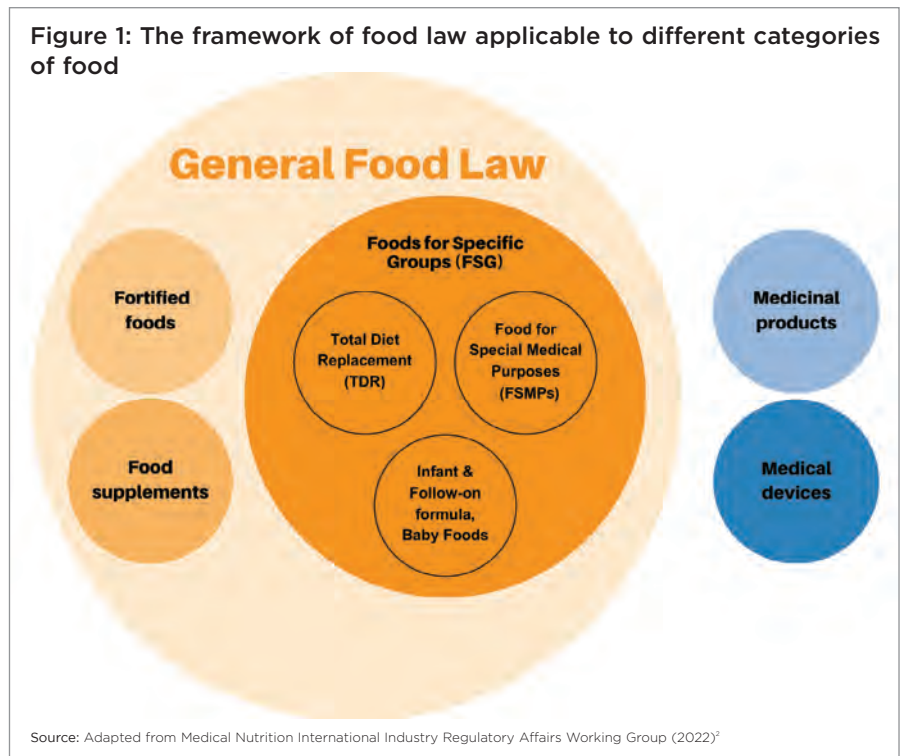 Figure 1: The framework of food law applicable to different categories
of food
General Food Law
Foods for Specific
Groups (FSG)
Fortified
foods
Total Diet
Replacement
(TDR)
Food for
Special Medical
Purposes
(FSMPs)
Medicinal
products
Food
supplements
Infant &
Follow-on
formula,
Baby Foods
Medical
devices
Source: Adapted from Medical Nutrition International Industry Regulatory Affairs Working Group (2022)²